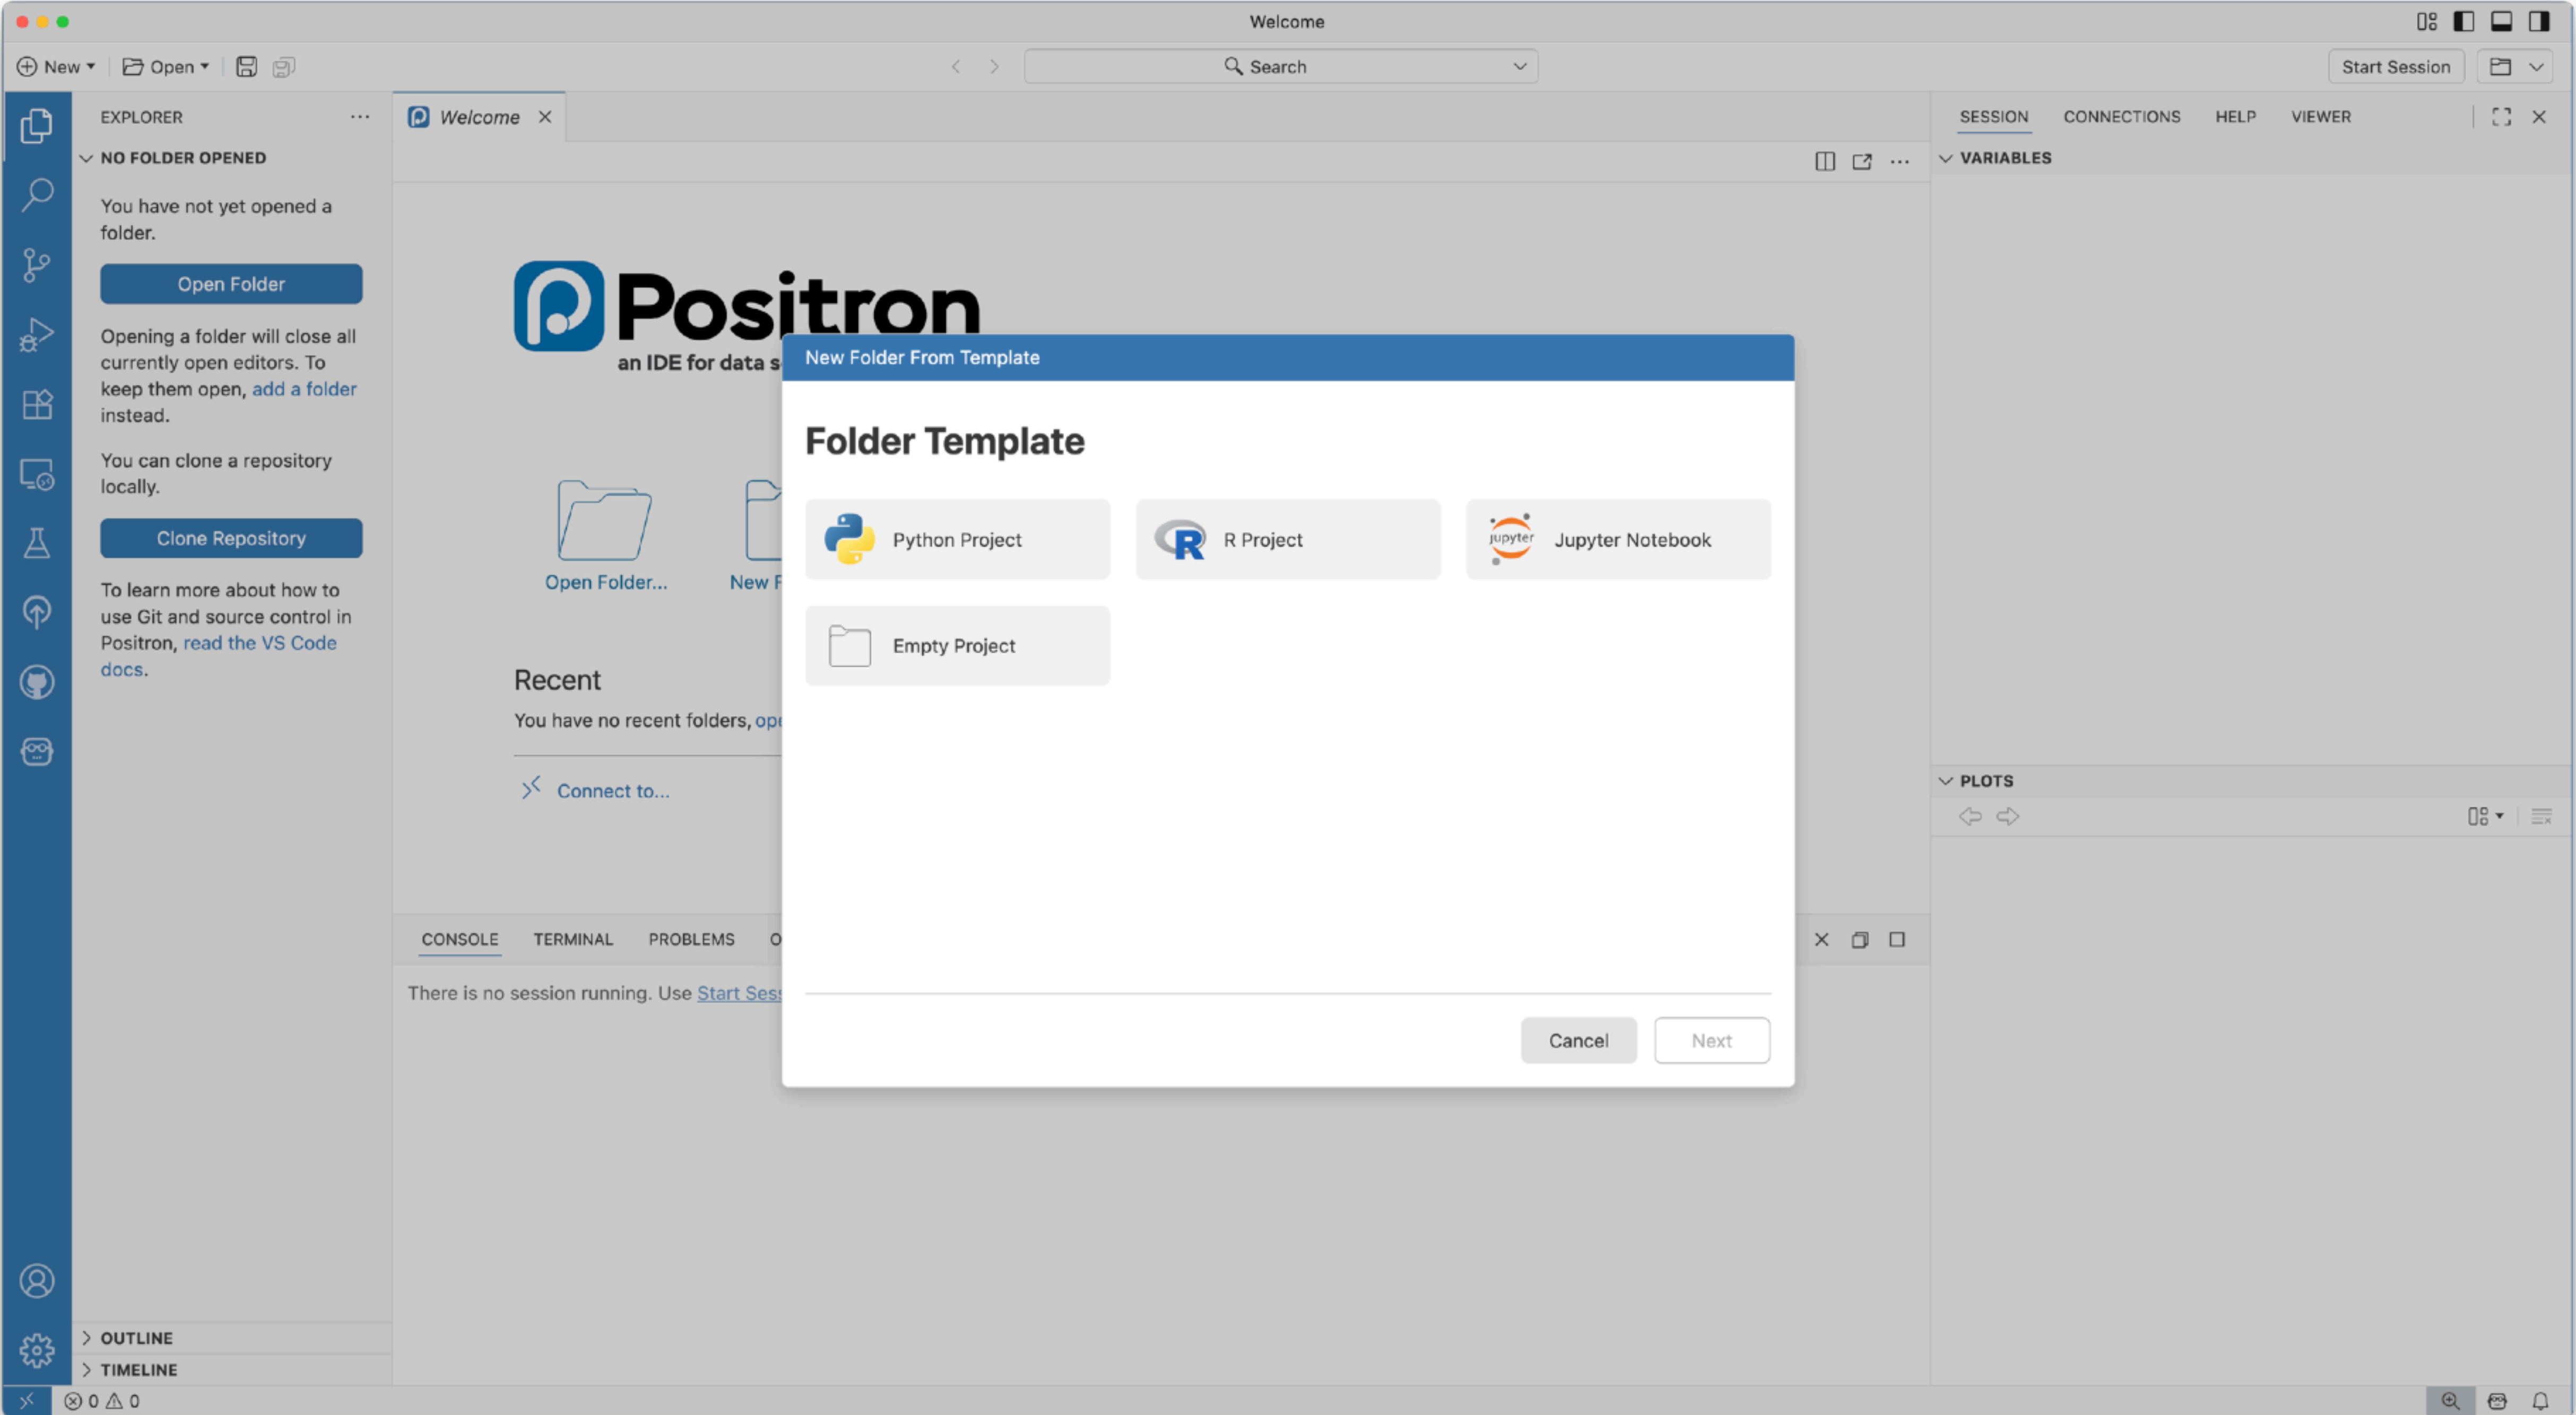 Welcome
New
Open
Search
Start Session
EXPLORER
NO FOLDER OPENED
You have not yet opened a
folder.
Open Folder
Opening a folder will close all
currently open editors. To
keep them open, add a folder
instead.
You can clone a repository
locally.
Clone Repository
To learn more about how to
use Git and source control in
Positron, read the VS Code
docs.
OUTLINE
TIMELINE
0 0
Welcome
Positron
an IDE for data s
Open Folder...
New F
Recent
You have no recent folders, ope
Connect to...
New Folder From Template
Folder Template
Python Project
R Project
jupyter
Jupyter Notebook
Empty Project
Cancel
Next
CONSOLE
TERMINAL
PROBLEMS
O
There is no session running. Use Start Sess
SESSION
CONNECTIONS
HELP
VIEWER
VARIABLES
PLOTS